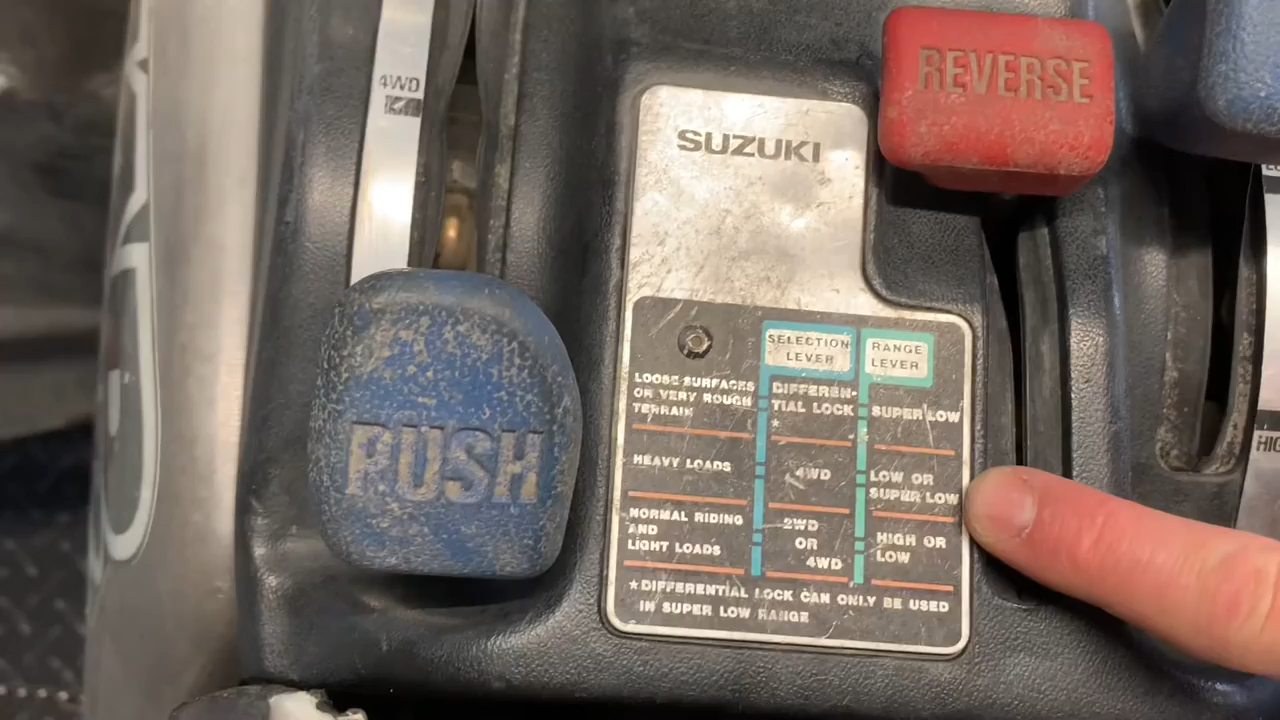 4WD
SUZUKI
REVERSE
PUSH
SELECTION
LEVER
RANGE
LEVER
LOOSE SURFACES
OR VERY ROUGH
TERRAIN
DIFFEREN-
TIAL LOCK
★
SUPER LOW
HEAVY LOADS
4WD
LOW OR
SUPER LOW
NORMAL RIDING
AND
LIGHT LOADS
2WD
OR
4WD
HIGH OR
LOW
★DIFFERENTIAL LOCK CAN ONLY BE USED
IN SUPER LOW RANGE